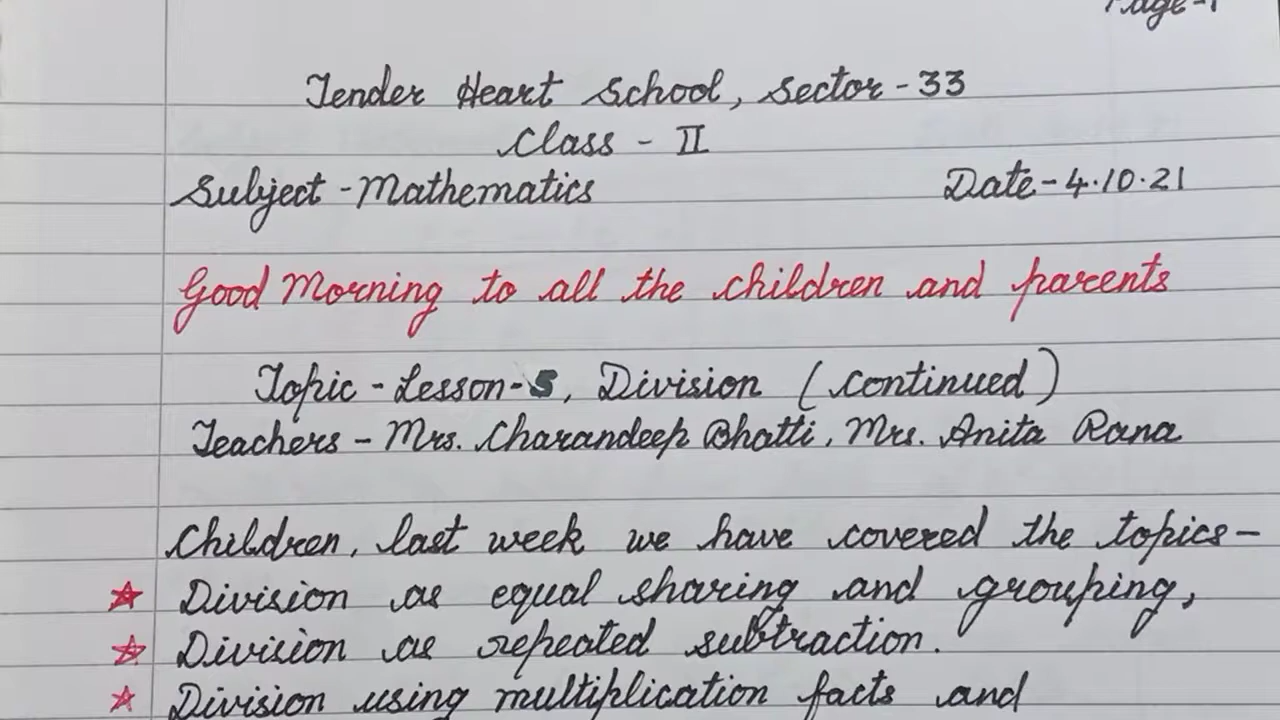 Page-1
Tender Heart School, Sector-33
Class - II
Subject-Mathematics Date-4.10.21
Good Morning to all the children and parents
Topic-Lesson-5, Division (continued)
Teachers - Mrs. Charandeep Bhatti, Mrs. Anita Rana
Children, last week we have covered the topics-
Division as equal sharing and grouping,
Division as repeated subtraction.
Division using multiplication facts and